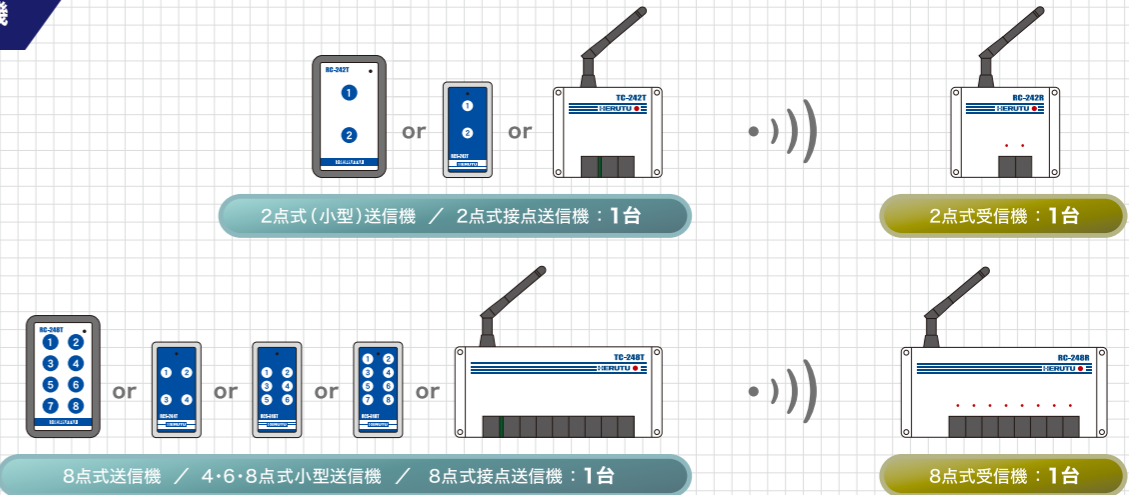 機
RC-242T
1
2
or
1
2
HERUTU
or
TC-242T
HERUTU
RC-242R
HERUTU
2点式(小型)送信機 / 2点式接点送信機:1台
2点式受信機:1台
RC-248T
1 2
3 4
5 6
7 8
or
1 2
3 4
HERUTU
or
1 2
3 4
5 6
HERUTU
or
1 2
3 4
5 6
7 8
HERUTU
or
TC-248T
HERUTU
RC-248R
HERUTU
8点式送信機 / 4・6・8点式小型送信機 / 8点式接点送信機:1台
8点式受信機:1台